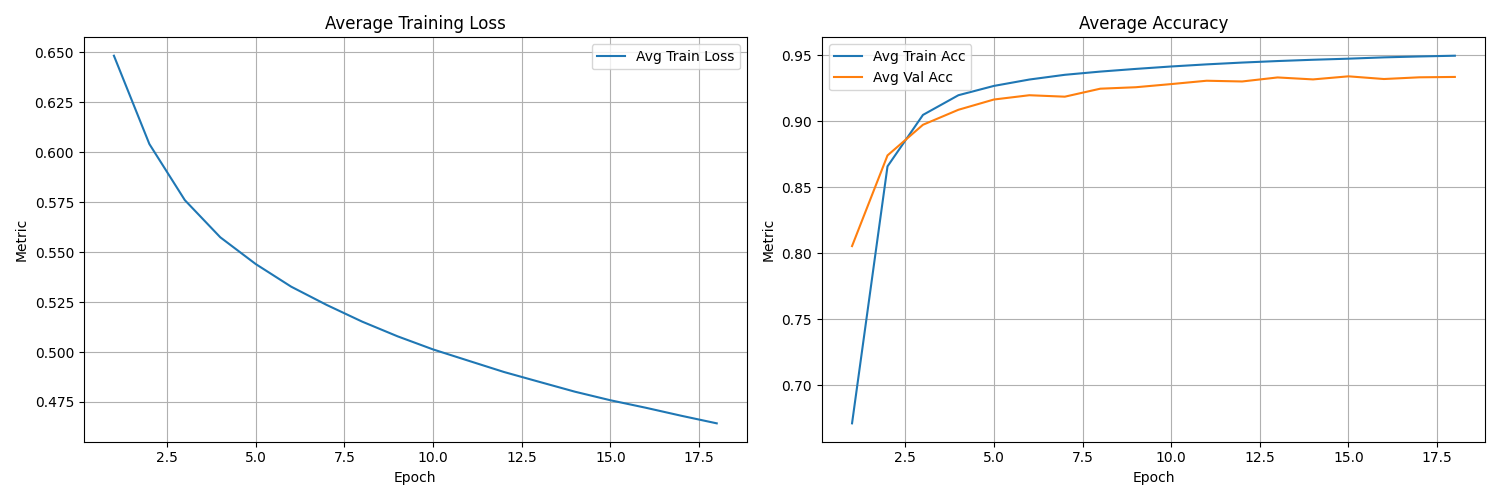 Average Training Loss
Metric
0.650
0.625
0.600
0.575
0.550
0.525
0.500
0.475
Avg Train Loss
2.5 5.0 7.5 10.0 12.5 15.0 17.5
Epoch
Average Accuracy
Metric
0.95
0.90
0.85
0.80
0.75
0.70
Avg Train Acc
Avg Val Acc
2.5 5.0 7.5 10.0 12.5 15.0 17.5
Epoch